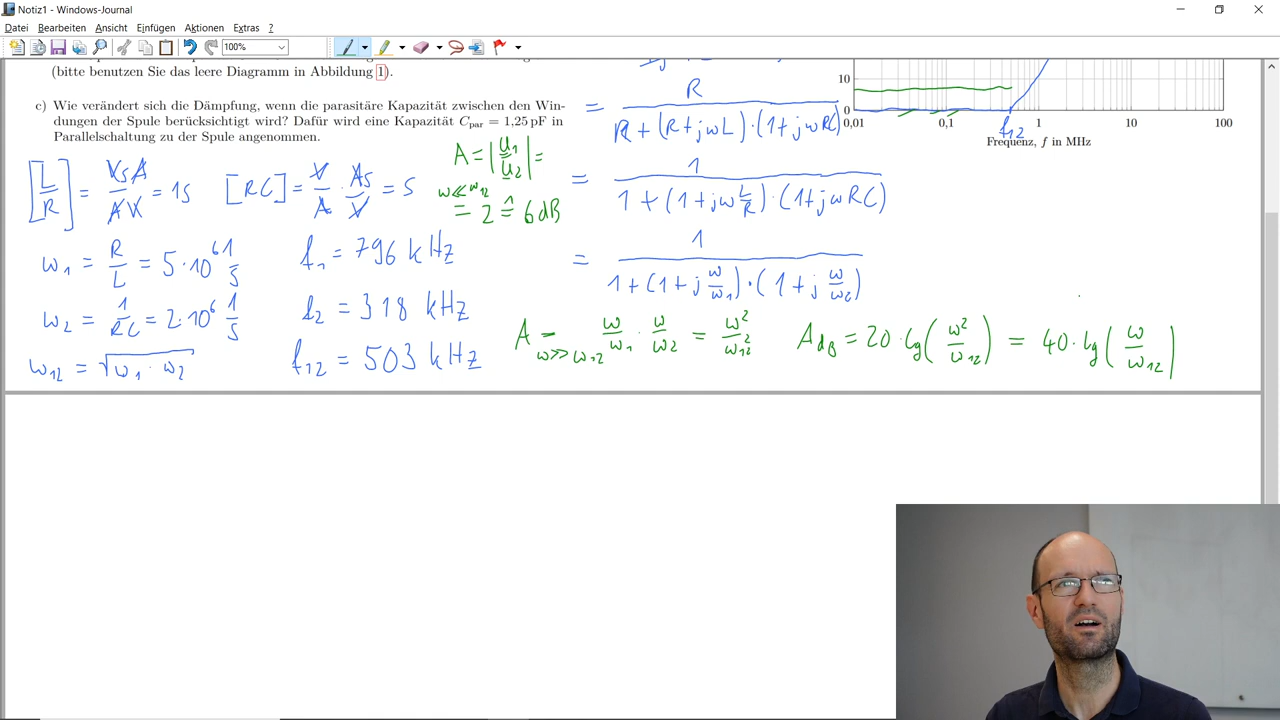 Notiz1 - Windows-Journal
Datei Bearbeiten Ansicht Einfügen Aktionen Extras ?
100%
(bitte benutzen Sie das leere Diagramm in Abbildung 1).
c) Wie verändert sich die Dämpfung, wenn die parasitäre Kapazität zwischen den Win-
dungen der Spule berücksichtigt wird? Dafür wird eine Kapazität Cpar = 1,25 pF in
Parallelschaltung zu der Spule angenommen.
[L/R] = VsA/AV = 1s [RC] = V/A · As/V = s
ω1 = R/L = 5·10^6 1/s f1 = 796 kHz
ω2 = 1/RC = 2·10^6 1/s f2 = 318 kHz
ω12 = √(ω1 · ω2) f12 = 503 kHz
A = |U1/U2| =
ω ≪ ω12
= 2 ≙ 6 dB
= R / (R + (R + jωL) · (1 + jωRC))
= 1 / (1 + (1 + jω L/R) · (1 + jωRC))
= 1 / (1 + (1 + j ω/ω1) · (1 + j ω/ω2))
A = ω/ω1 · ω/ω2 = ω²/ω12² AdB = 20 · lg(ω²/ω12²) = 40 · lg(ω/ω12)
ω ≫ ω12
10
0
0,01 0,1 f12 1 10 100
Frequenz, f in MHz